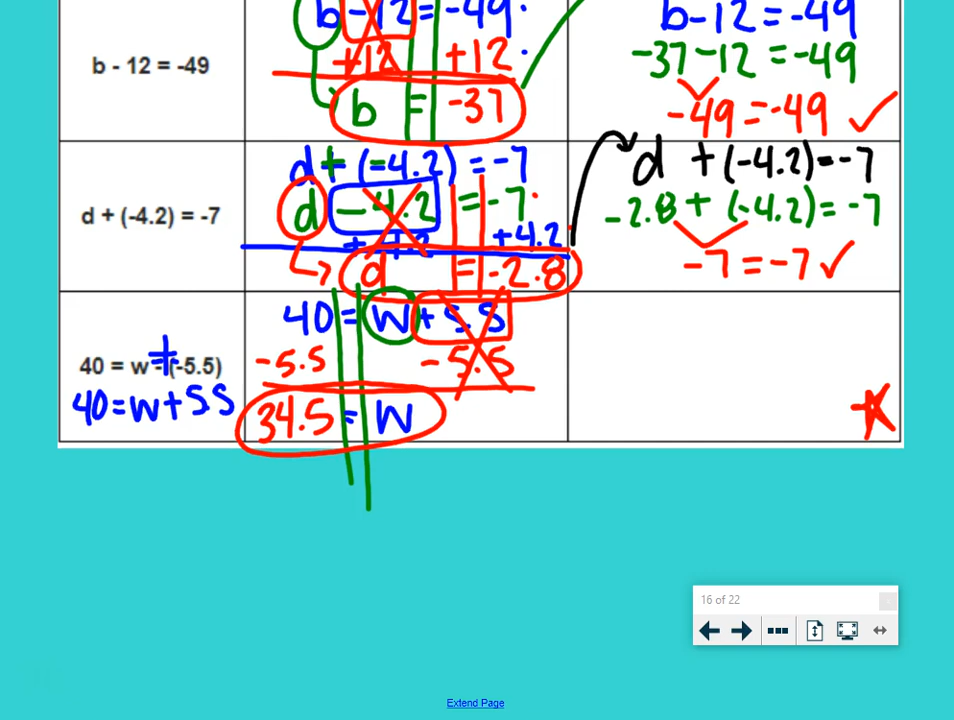 b - 12 = -49
b - 12 = -49
+12 +12
b = -37
b - 12 = -49
-37 - 12 = -49
-49 = -49 ✓
d + (-4.2) = -7
d + (-4.2) = -7
d - 4.2 = -7
+ 4.2 +4.2
d = -2.8
d + (-4.2) = -7
-2.8 + (-4.2) = -7
-7 = -7 ✓
40 = w - (-5.5)
40 = w + 5.5
40 = w + 5.5
-5.5 -5.5
34.5 = w
16 of 22
Extend Page